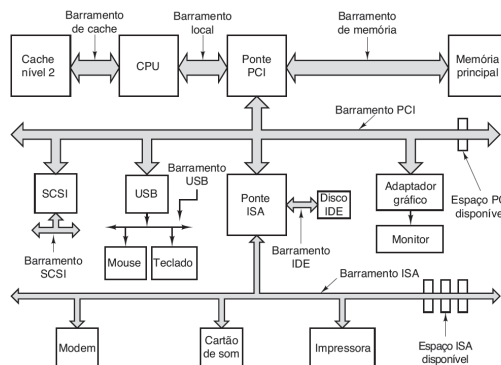 Barramento
de cache
Barramento
local
Barramento
de memória
Cache
nível 2
CPU
Ponte
PCI
Memória
principal
Barramento PCI
SCSI
USB
Barramento
USB
Ponte
ISA
Disco
IDE
Adaptador
gráfico
Espaço PC
disponível
Barramento
SCSI
Mouse
Teclado
Barramento
IDE
Monitor
Barramento ISA
Modem
Cartão
de som
Impressora
Espaço ISA
disponível